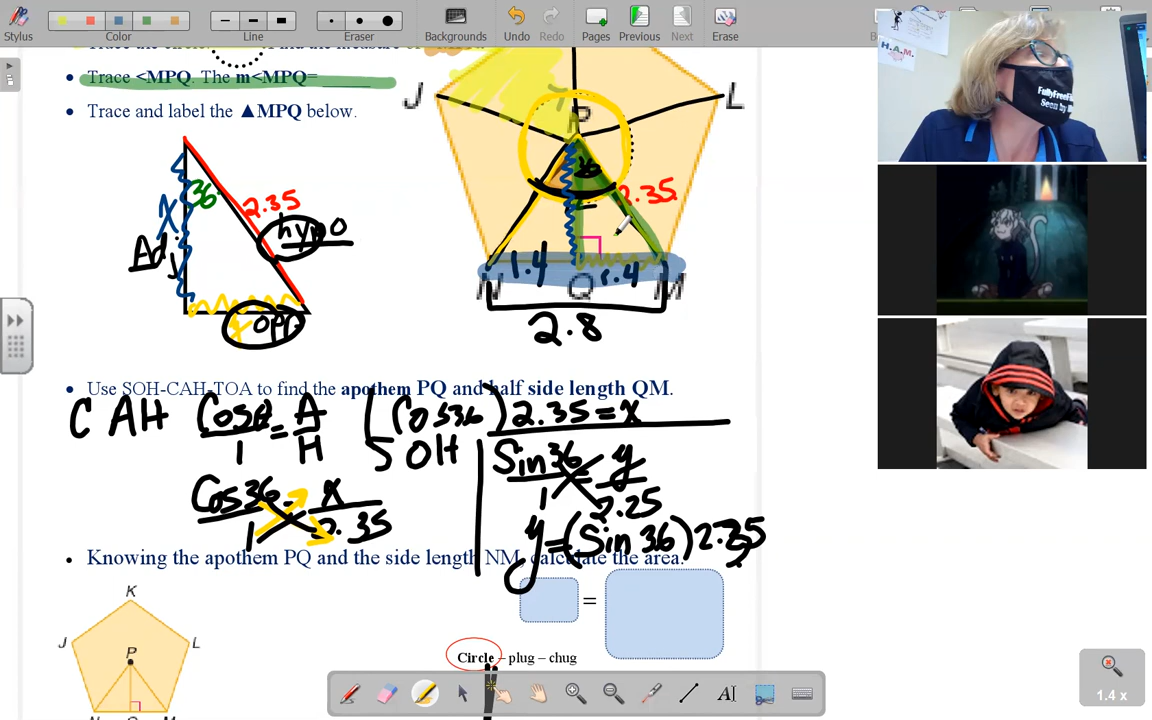 Stylus
Color
Line
Eraser
Backgrounds
Undo
Redo
Pages
Previous
Next
Erase
H.A.M.
• Trace <MPQ. The m<MPQ=
• Trace and label the ▲MPQ below.
J
L
P
36
2.35
1.4
1.4
N
Q
M
2.8
36
2.35
X
hypo
Adj
y
opp
• Use SOH-CAH-TOA to find the apothem PQ and half side length QM.
CAH Cosθ/1 = A/H (Cos36)2.35=x
SOH Sin36/1 = y/2.25
Cos36/1 = x/2.35
y=(Sin 36)2.35
• Knowing the apothem PQ and the side length NM, calculate the area.
=
K
J
L
P
N
Q
M
Circle – plug – chug
1.4 x